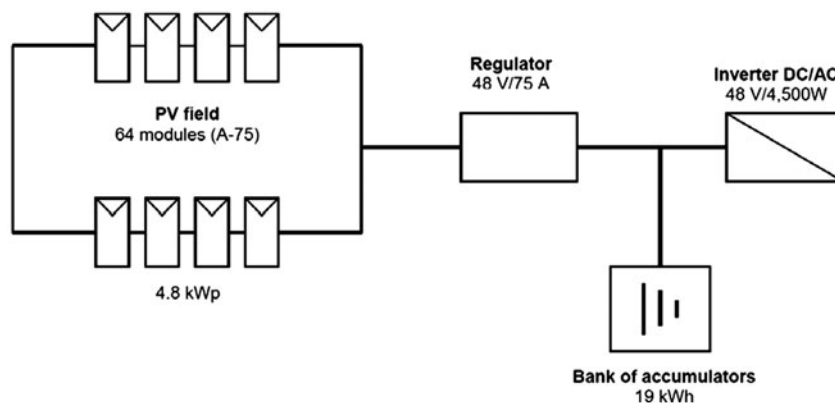 PV field
64 modules (A-75)
4.8 kWp
Regulator
48 V/75 A
Inverter DC/AC
48 V/4,500W
Bank of accumulators
19 kWh